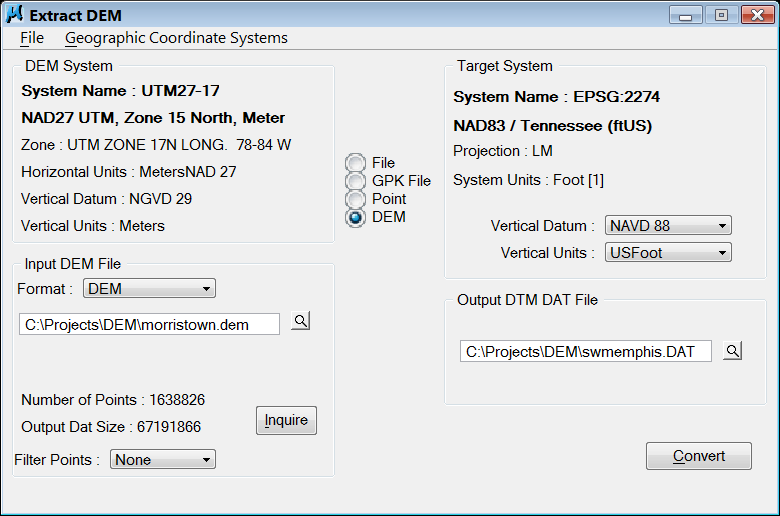 Extract DEM
File Geographic Coordinate Systems
DEM System
System Name : UTM27-17
NAD27 UTM, Zone 15 North, Meter
Zone : UTM ZONE 17N LONG.  78-84 W
Horizontal Units : MetersNAD 27
Vertical Datum : NGVD 29
Vertical Units : Meters
File
GPK File
Point
DEM
Target System
System Name : EPSG:2274
NAD83 / Tennessee (ftUS)
Projection : LM
System Units : Foot [1]
Vertical Datum : NAVD 88
Vertical Units : USFoot
Input DEM File
Format : DEM
C:\Projects\DEM\morristown.dem
Number of Points : 1638826
Output Dat Size : 67191866
Inquire
Filter Points : None
Output DTM DAT File
C:\Projects\DEM\swmemphis.DAT
Convert